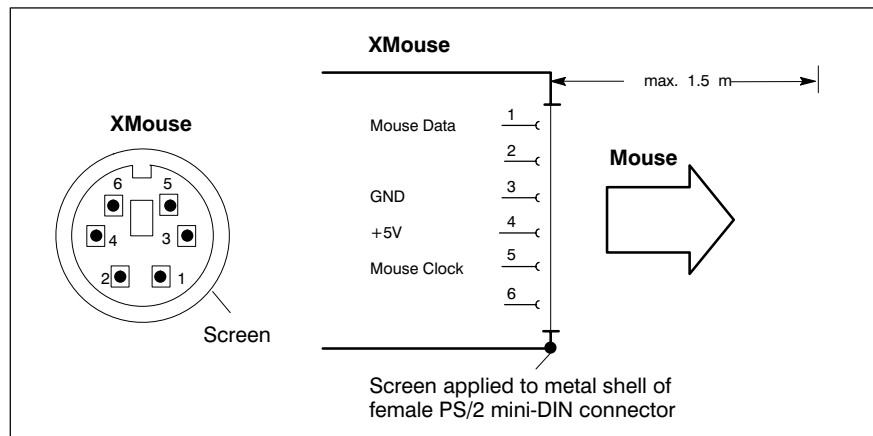 XMouse
max. 1.5 m
XMouse
6 5
4 3
2 1
Screen
Mouse Data 1
2
GND 3
+5V 4
Mouse Clock 5
6
Mouse
Screen applied to metal shell of
female PS/2 mini-DIN connector